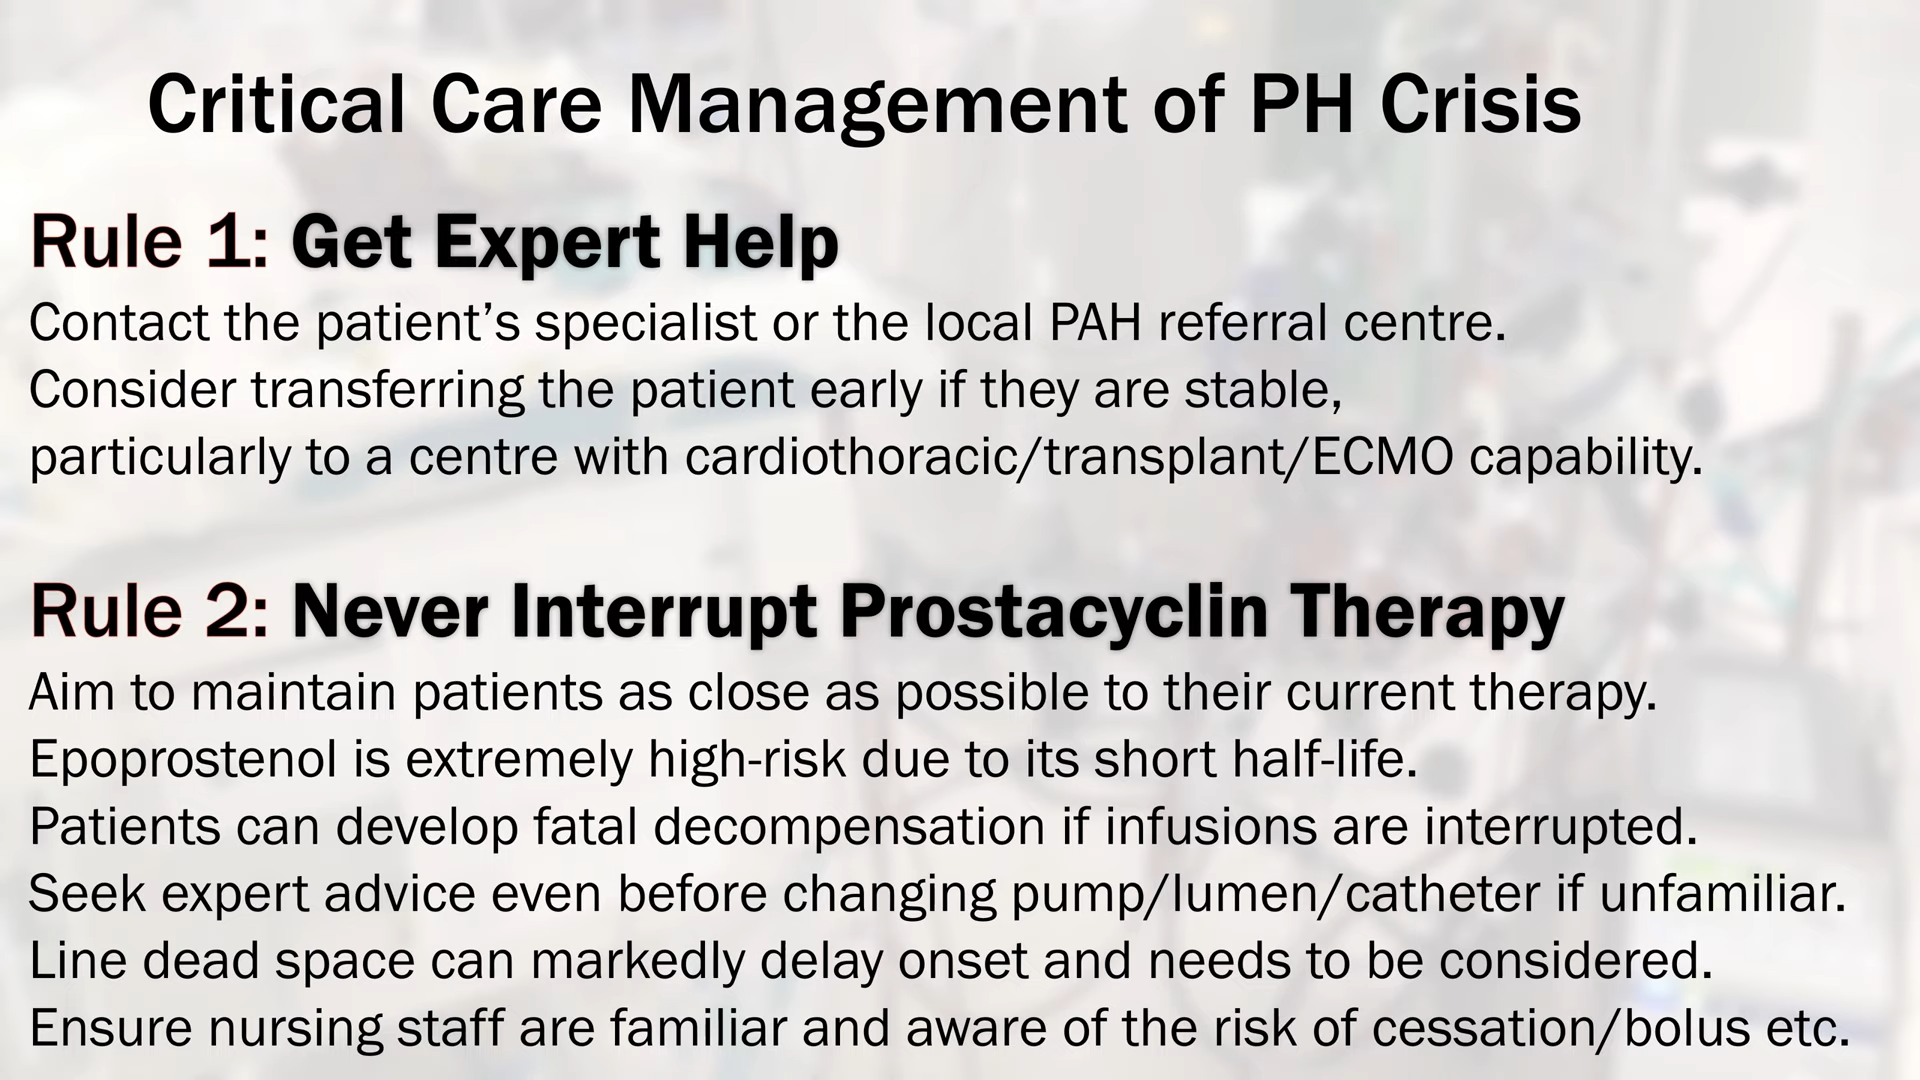 Critical Care Management of PH Crisis
Rule 1: Get Expert Help
Contact the patient’s specialist or the local PAH referral centre.
Consider transferring the patient early if they are stable,
particularly to a centre with cardiothoracic/transplant/ECMO capability.
Rule 2: Never Interrupt Prostacyclin Therapy
Aim to maintain patients as close as possible to their current therapy.
Epoprostenol is extremely high-risk due to its short half-life.
Patients can develop fatal decompensation if infusions are interrupted.
Seek expert advice even before changing pump/lumen/catheter if unfamiliar.
Line dead space can markedly delay onset and needs to be considered.
Ensure nursing staff are familiar and aware of the risk of cessation/bolus etc.